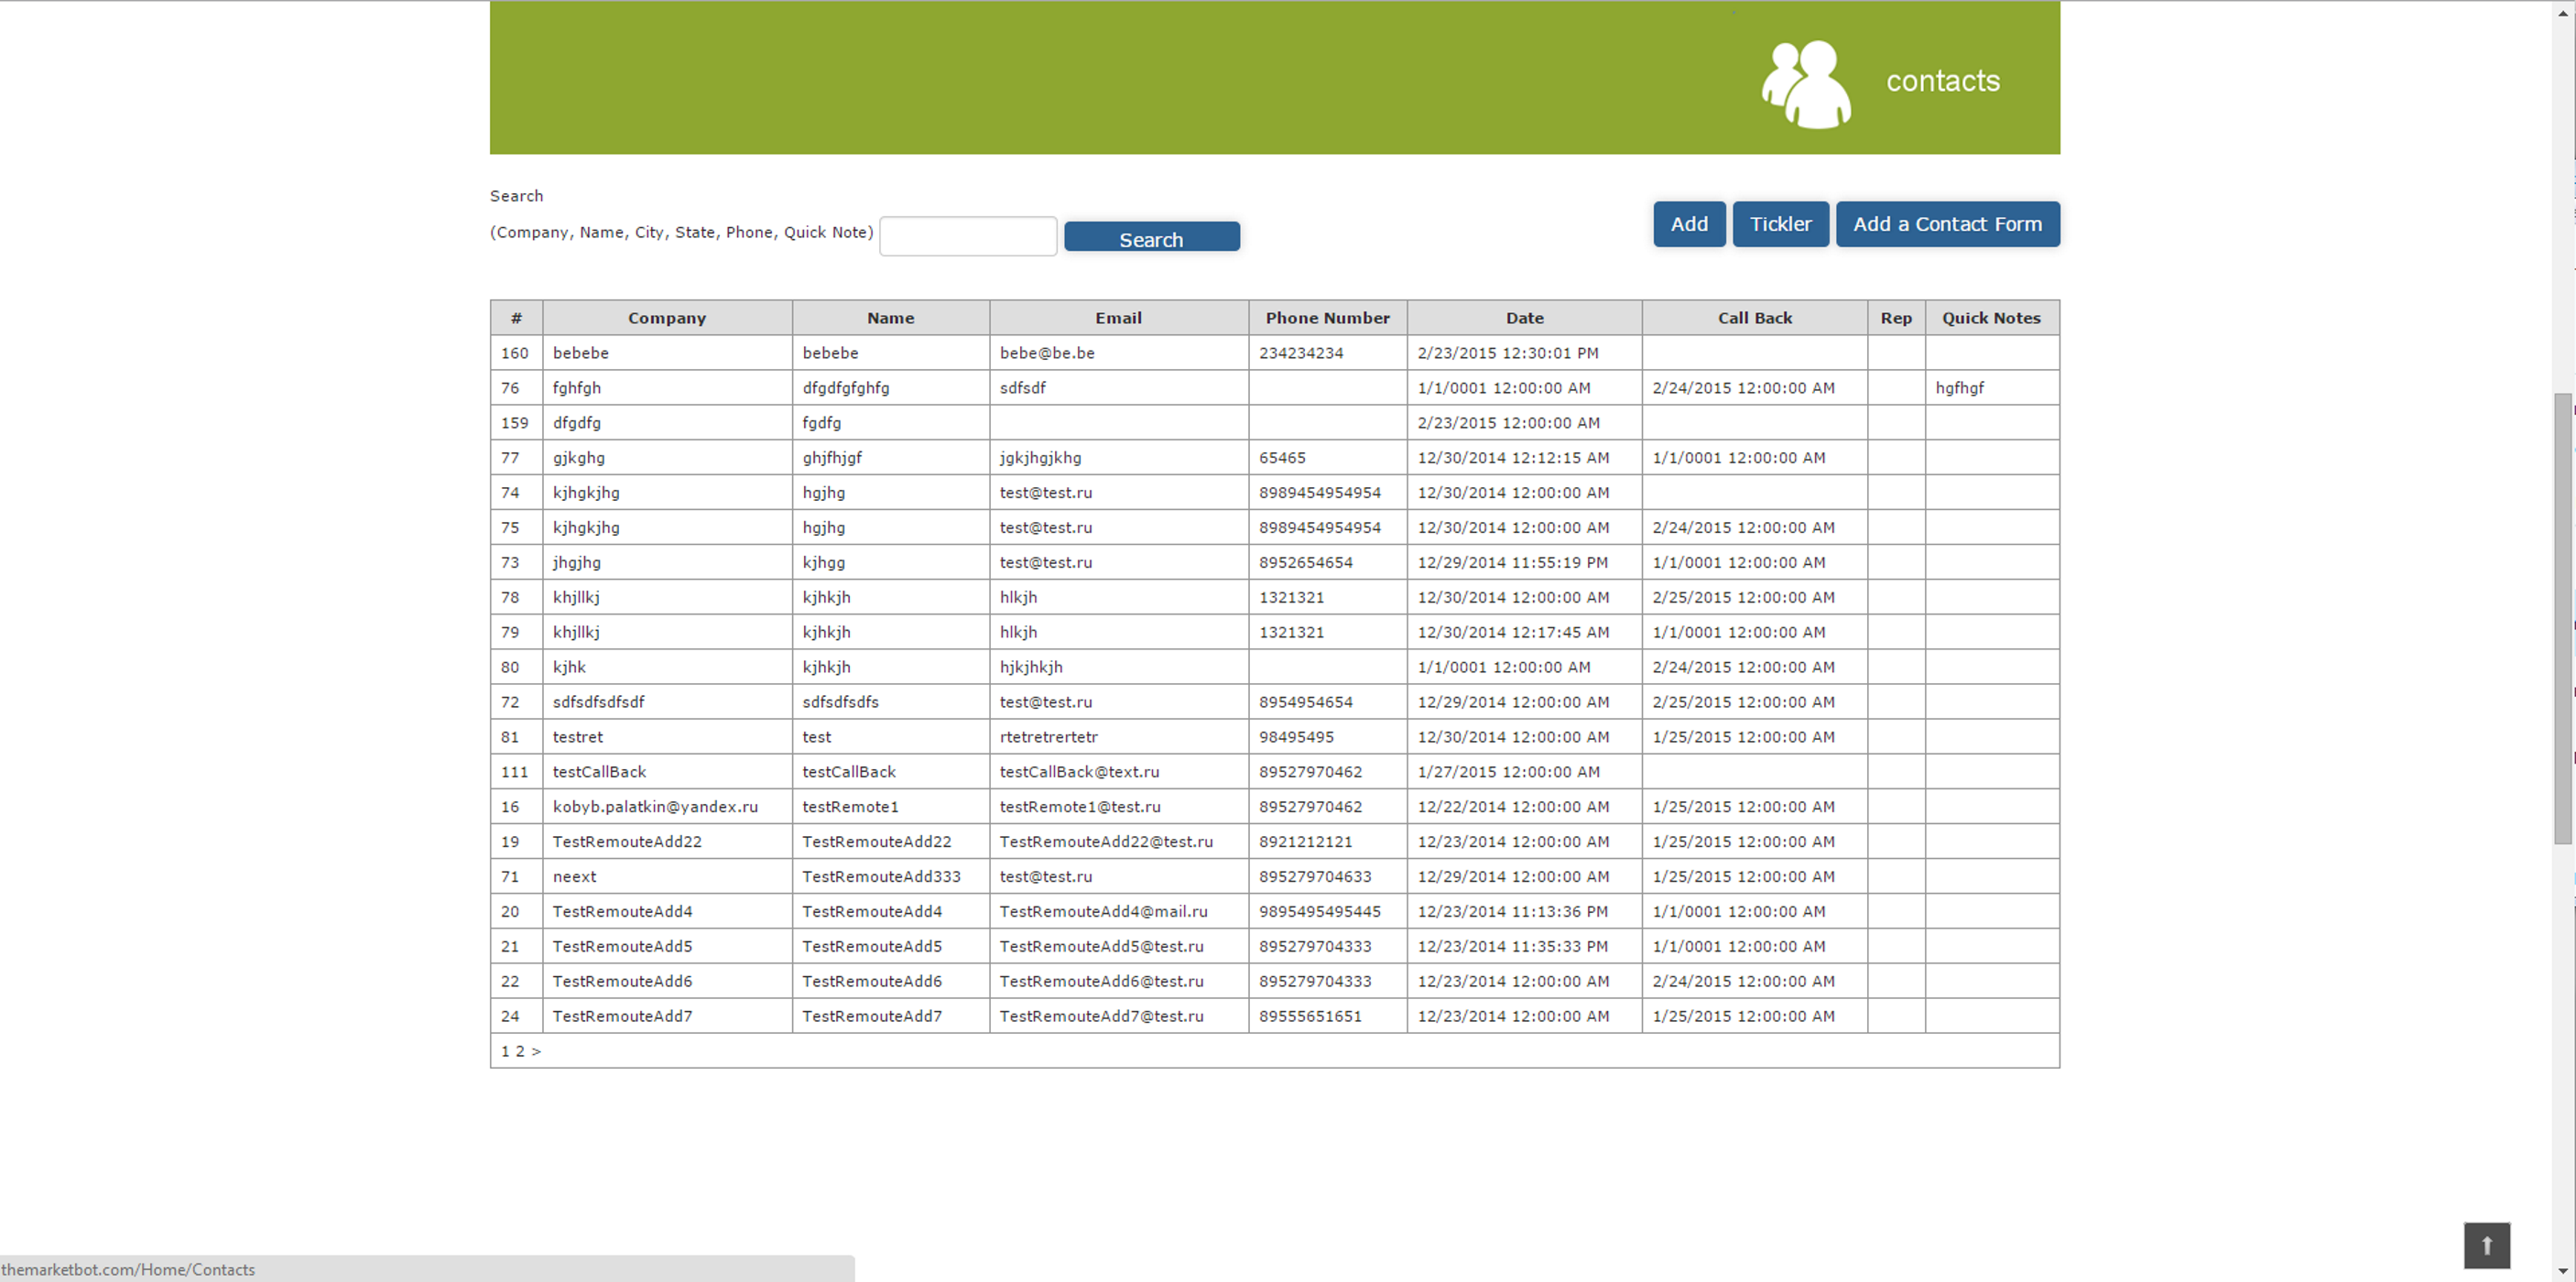 contacts
Search
(Company, Name, City, State, Phone, Quick Note) Search Add Tickler Add a Contact Form
# Company Name Email Phone Number Date Call Back Rep Quick Notes
160 bebebe bebebe bebe@be.be 234234234 2/23/2015 12:30:01 PM
76 fghfgh dfgdfgfghfg sdfsdf 1/1/0001 12:00:00 AM 2/24/2015 12:00:00 AM hgfhgf
159 dfgdfg fgdfg 2/23/2015 12:00:00 AM
77 gjkghg ghjfhjgf jgkjhgjkhg 65465 12/30/2014 12:12:15 AM 1/1/0001 12:00:00 AM
74 kjhgkjhg hgjhg test@test.ru 8989454954954 12/30/2014 12:00:00 AM
75 kjhgkjhg hgjhg test@test.ru 8989454954954 12/30/2014 12:00:00 AM 2/24/2015 12:00:00 AM
73 jhgjhg kjhgg test@test.ru 8952654654 12/29/2014 11:55:19 PM 1/1/0001 12:00:00 AM
78 khjllkj kjhkjh hlkjh 1321321 12/30/2014 12:00:00 AM 2/25/2015 12:00:00 AM
79 khjllkj kjhkjh hlkjh 1321321 12/30/2014 12:17:45 AM 1/1/0001 12:00:00 AM
80 kjhk kjhkjh hjkjhkjh 1/1/0001 12:00:00 AM 2/24/2015 12:00:00 AM
72 sdfsdfsdfsdf sdfsdfsdfs test@test.ru 8954954654 12/29/2014 12:00:00 AM 2/25/2015 12:00:00 AM
81 testret test rtetretrertetr 98495495 12/30/2014 12:00:00 AM 1/25/2015 12:00:00 AM
111 testCallBack testCallBack testCallBack@text.ru 89527970462 1/27/2015 12:00:00 AM
16 kobyb.palatkin@yandex.ru testRemote1 testRemote1@test.ru 89527970462 12/22/2014 12:00:00 AM 1/25/2015 12:00:00 AM
19 TestRemouteAdd22 TestRemouteAdd22 TestRemouteAdd22@test.ru 8921212121 12/23/2014 12:00:00 AM 1/25/2015 12:00:00 AM
71 neext TestRemouteAdd333 test@test.ru 895279704633 12/29/2014 12:00:00 AM 1/25/2015 12:00:00 AM
20 TestRemouteAdd4 TestRemouteAdd4 TestRemouteAdd4@mail.ru 9895495495445 12/23/2014 11:13:36 PM 1/1/0001 12:00:00 AM
21 TestRemouteAdd5 TestRemouteAdd5 TestRemouteAdd5@test.ru 895279704333 12/23/2014 11:35:33 PM 1/1/0001 12:00:00 AM
22 TestRemouteAdd6 TestRemouteAdd6 TestRemouteAdd6@test.ru 895279704333 12/23/2014 12:00:00 AM 2/24/2015 12:00:00 AM
24 TestRemouteAdd7 TestRemouteAdd7 TestRemouteAdd7@test.ru 89555651651 12/23/2014 12:00:00 AM 1/25/2015 12:00:00 AM
1 2 >
themarketbot.com/Home/Contacts